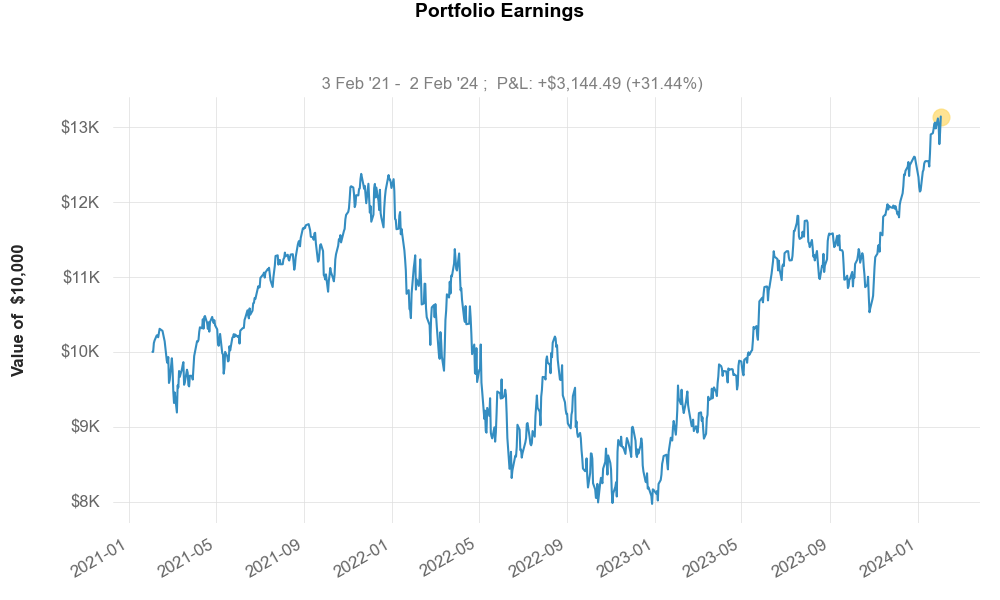 Portfolio Earnings
3 Feb '21 -  2 Feb '24 ;  P&L: +$3,144.49 (+31.44%)
Value of  $10,000
$13K
$12K
$11K
$10K
$9K
$8K
2021-01
2021-05
2021-09
2022-01
2022-05
2022-09
2023-01
2023-05
2023-09
2024-01